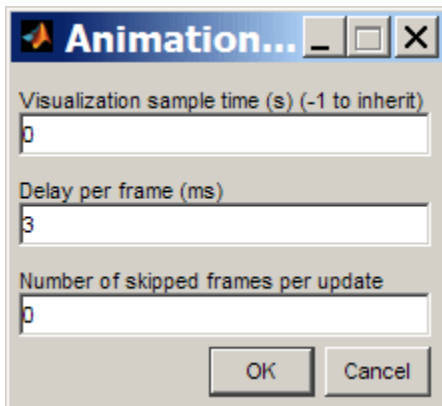 Animation...
Visualization sample time (s) (-1 to inherit)
0
Delay per frame (ms)
3
Number of skipped frames per update
0
OK Cancel